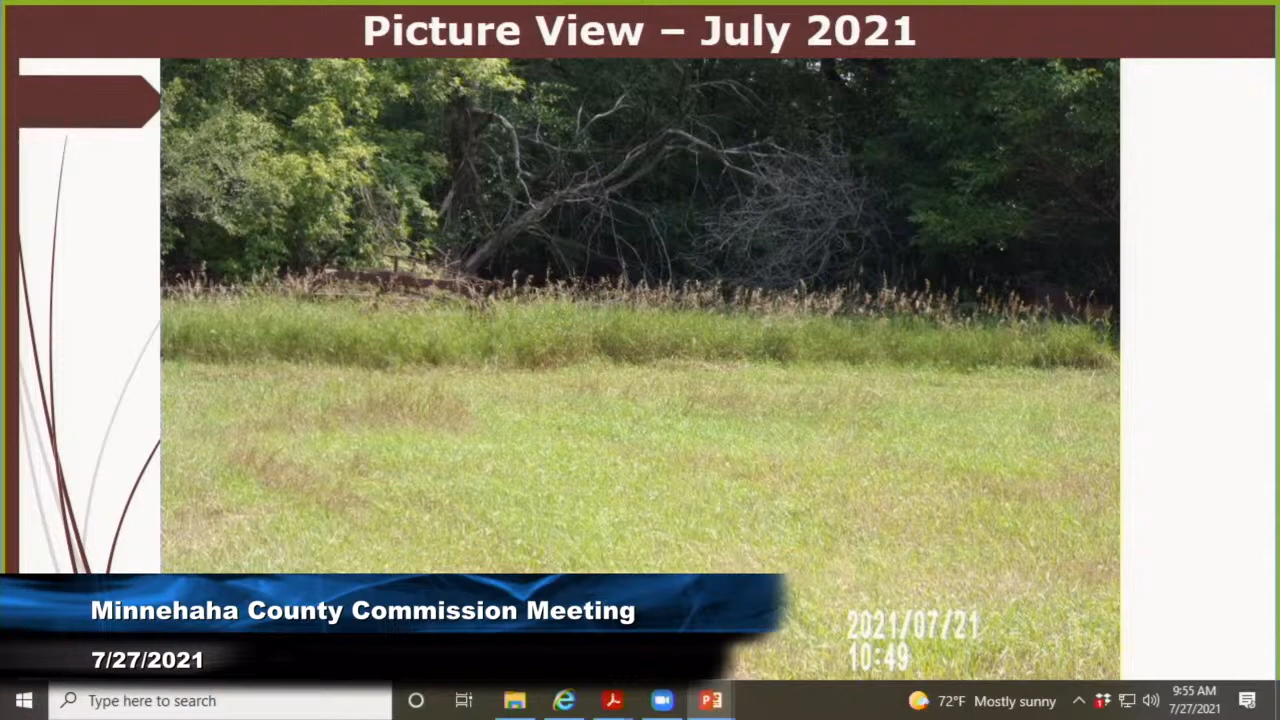 Picture View – July 2021
2021/07/21
10:49
Minnehaha County Commission Meeting
7/27/2021
Type here to search
72°F Mostly sunny
9:55 AM
7/27/2021